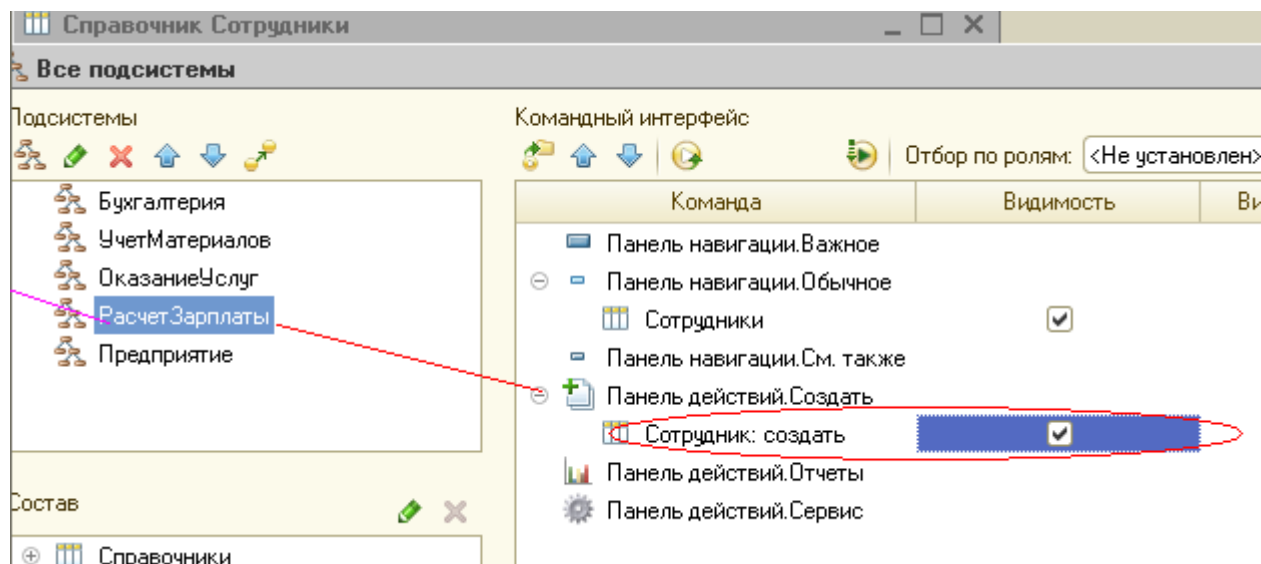 Справочник Сотрудники
Все подсистемы
Подсистемы
Командный интерфейс
Отбор по ролям: <Не установлен>
Команда
Видимость
Ви
Бухгалтерия
УчетМатериалов
ОказаниеУслуг
РасчетЗарплаты
Предприятие
Панель навигации.Важное
Панель навигации.Обычное
Сотрудники
Панель навигации.См. также
Панель действий.Создать
Сотрудник: создать
Панель действий.Отчеты
Панель действий.Сервис
Состав
Справочники